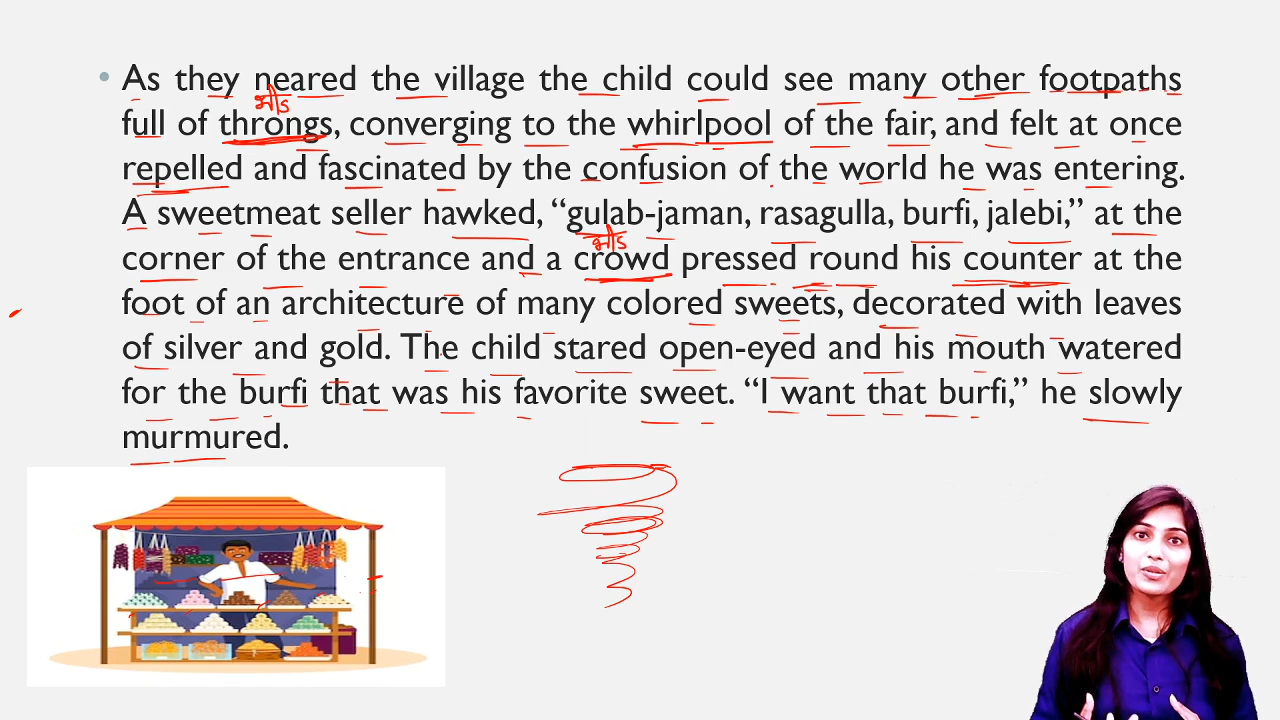 As they neared the village the child could see many other footpaths
भीड
full of throngs, converging to the whirlpool of the fair, and felt at once
repelled and fascinated by the confusion of the world he was entering.
A sweetmeat seller hawked, “gulab-jaman, rasagulla, burfi, jalebi,” at the
भीड
corner of the entrance and a crowd pressed round his counter at the
foot of an architecture of many colored sweets, decorated with leaves
of silver and gold. The child stared open-eyed and his mouth watered
for the burfi that was his favorite sweet. “I want that burfi,” he slowly
murmured.